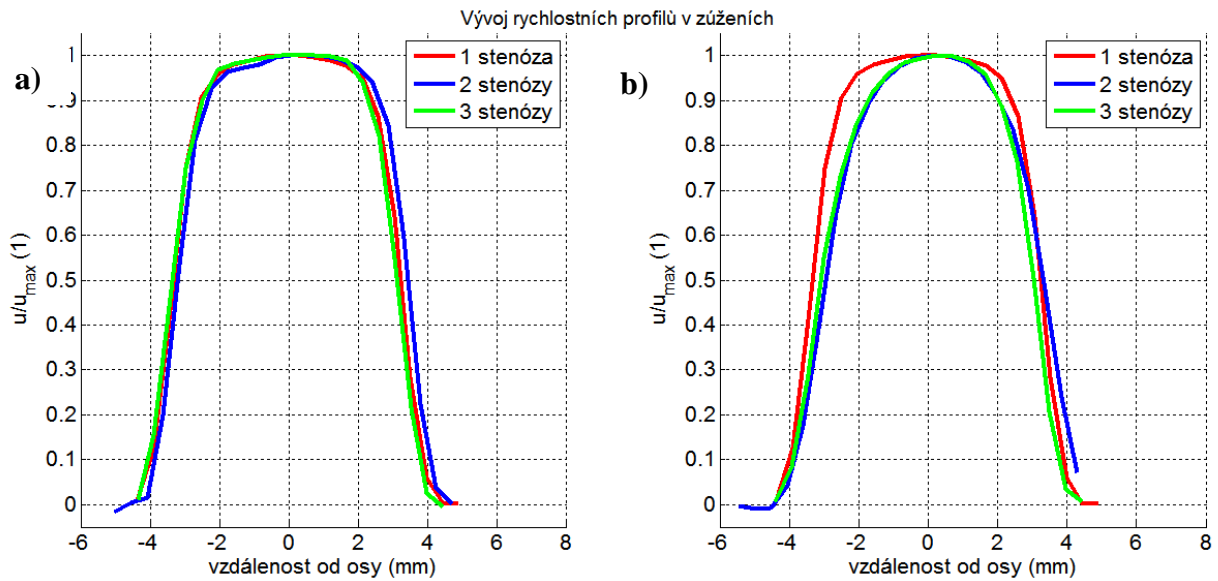 Vývoj rychlostních profilů v zúženích
a)
1 stenóza
2 stenózy
3 stenózy
1
0.9
0.8
0.7
0.6
0.5
0.4
0.3
0.2
0.1
0
u/u_max (1)
-6 -4 -2 0 2 4 6 8
vzdálenost od osy (mm)
b)
1 stenóza
2 stenózy
3 stenózy
1
0.9
0.8
0.7
0.6
0.5
0.4
0.3
0.2
0.1
0
u/u_max (1)
-6 -4 -2 0 2 4 6 8
vzdálenost od osy (mm)